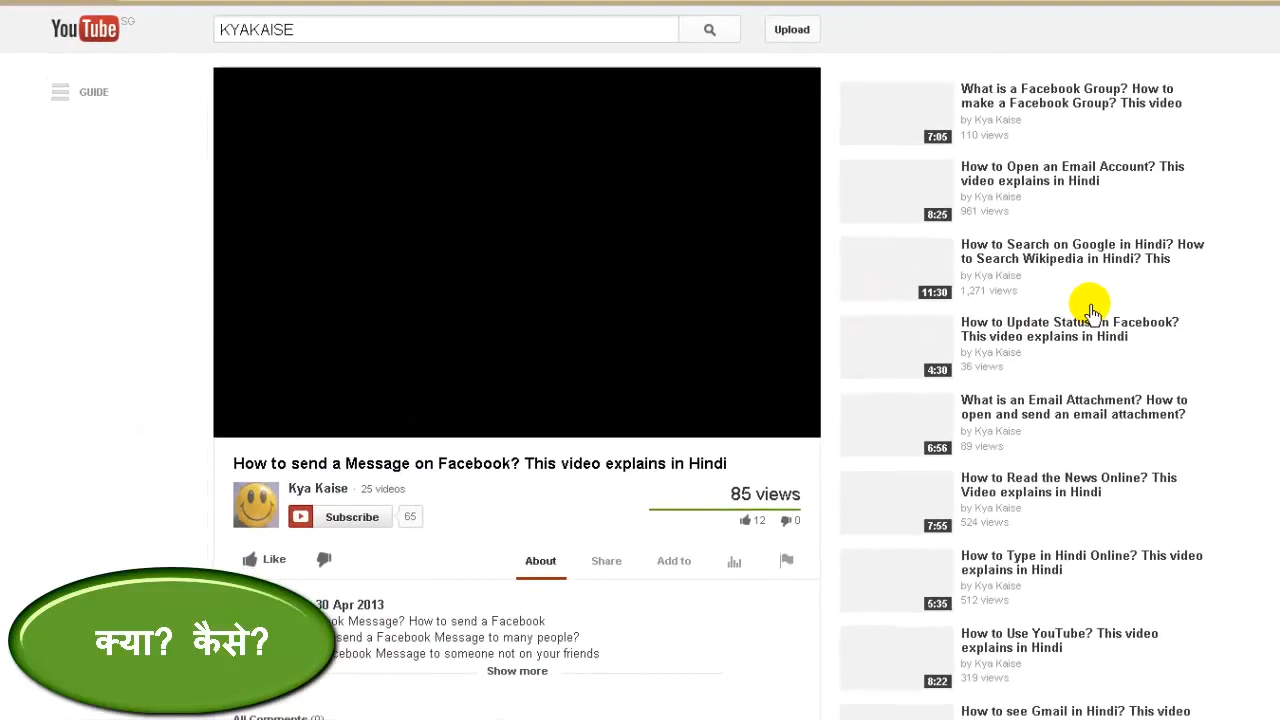 YouTube SG
KYAKAISE
Upload
GUIDE
How to send a Message on Facebook? This video explains in Hindi
Kya Kaise · 25 videos
Subscribe 65
85 views
12 0
Like
About Share Add to
30 Apr 2013
ok Message? How to send a Facebook
send a Facebook Message to many people?
cebook Message to someone not on your friends
Show more
All Comments (0)
क्या? कैसे?
What is a Facebook Group? How to
make a Facebook Group? This video
by Kya Kaise
110 views
7:05
How to Open an Email Account? This
video explains in Hindi
by Kya Kaise
961 views
8:25
How to Search on Google in Hindi? How
to Search Wikipedia in Hindi? This
by Kya Kaise
1,271 views
11:30
How to Update Status on Facebook?
This video explains in Hindi
by Kya Kaise
36 views
4:30
What is an Email Attachment? How to
open and send an email attachment?
by Kya Kaise
89 views
6:56
How to Read the News Online? This
Video explains in Hindi
by Kya Kaise
524 views
7:55
How to Type in Hindi Online? This video
explains in Hindi
by Kya Kaise
512 views
5:35
How to Use YouTube? This video
explains in Hindi
by Kya Kaise
319 views
8:22
How to see Gmail in Hindi? This video